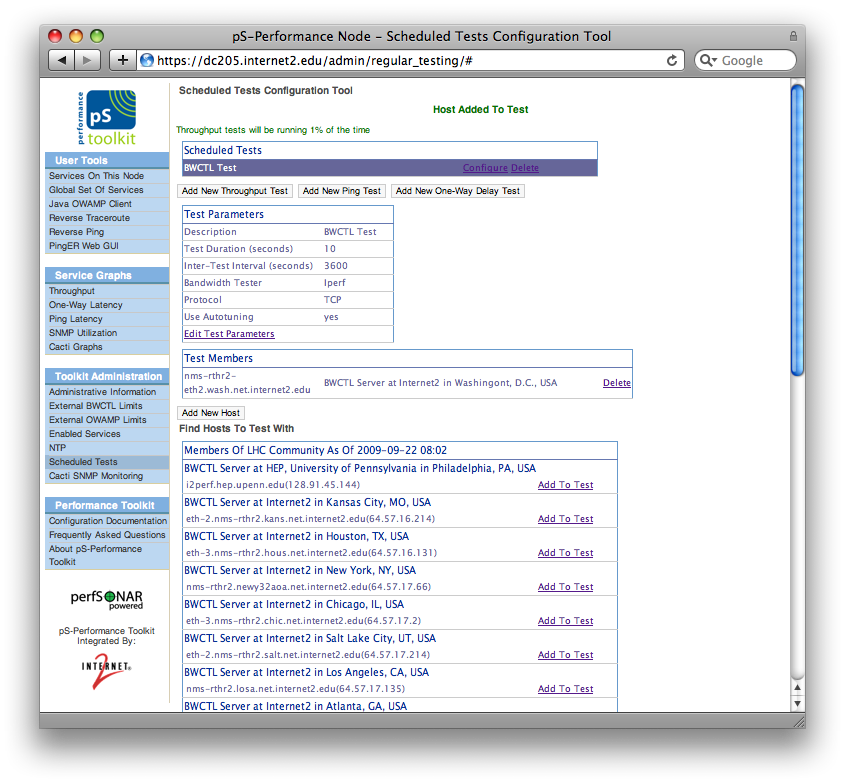 pS-Performance Node - Scheduled Tests Configuration Tool
https://dc205.internet2.edu/admin/regular_testing/#
Google
performance
pS
toolkit
User Tools
Services On This Node
Global Set Of Services
Java OWAMP Client
Reverse Traceroute
Reverse Ping
PingER Web GUI
Service Graphs
Throughput
One-Way Latency
Ping Latency
SNMP Utilization
Cacti Graphs
Toolkit Administration
Administrative Information
External BWCTL Limits
External OWAMP Limits
Enabled Services
NTP
Scheduled Tests
Cacti SNMP Monitoring
Performance Toolkit
Configuration Documentation
Frequently Asked Questions
About pS-Performance
Toolkit
perfSONAR
powered
pS-Performance Toolkit
Integrated By:
INTERNET
2
Scheduled Tests Configuration Tool
Host Added To Test
Throughput tests will be running 1% of the time
Scheduled Tests
BWCTL Test Configure Delete
Add New Throughput Test Add New Ping Test Add New One-Way Delay Test
Test Parameters
Description BWCTL Test
Test Duration (seconds) 10
Inter-Test Interval (seconds) 3600
Bandwidth Tester Iperf
Protocol TCP
Use Autotuning yes
Edit Test Parameters
Test Members
nms-rthr2-
eth2.wash.net.internet2.edu BWCTL Server at Internet2 in Washingont, D.C., USA Delete
Add New Host
Find Hosts To Test With
Members Of LHC Community As Of 2009-09-22 08:02
BWCTL Server at HEP, University of Pennsylvania in Philadelphia, PA, USA
i2perf.hep.upenn.edu(128.91.45.144) Add To Test
BWCTL Server at Internet2 in Kansas City, MO, USA
eth-2.nms-rthr2.kans.net.internet2.edu(64.57.16.214) Add To Test
BWCTL Server at Internet2 in Houston, TX, USA
eth-3.nms-rthr2.hous.net.internet2.edu(64.57.16.131) Add To Test
BWCTL Server at Internet2 in New York, NY, USA
nms-rthr2.newy32aoa.net.internet2.edu(64.57.17.66) Add To Test
BWCTL Server at Internet2 in Chicago, IL, USA
eth-3.nms-rthr2.chic.net.internet2.edu(64.57.17.2) Add To Test
BWCTL Server at Internet2 in Salt Lake City, UT, USA
eth-2.nms-rthr2.salt.net.internet2.edu(64.57.17.214) Add To Test
BWCTL Server at Internet2 in Los Angeles, CA, USA
nms-rthr2.losa.net.internet2.edu(64.57.17.135) Add To Test
BWCTL Server at Internet2 in Atlanta, GA, USA